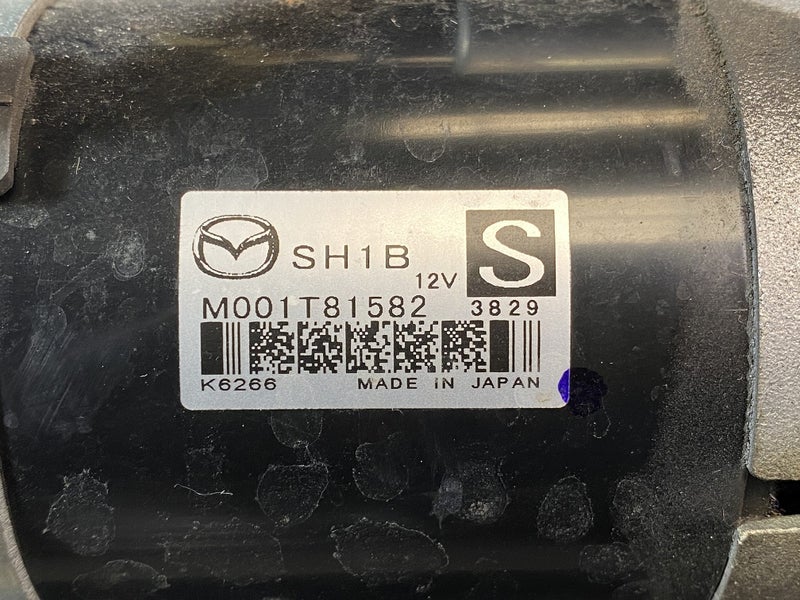 SH1B
12V
S
M001T81582
3829
K6266
MADE IN JAPAN